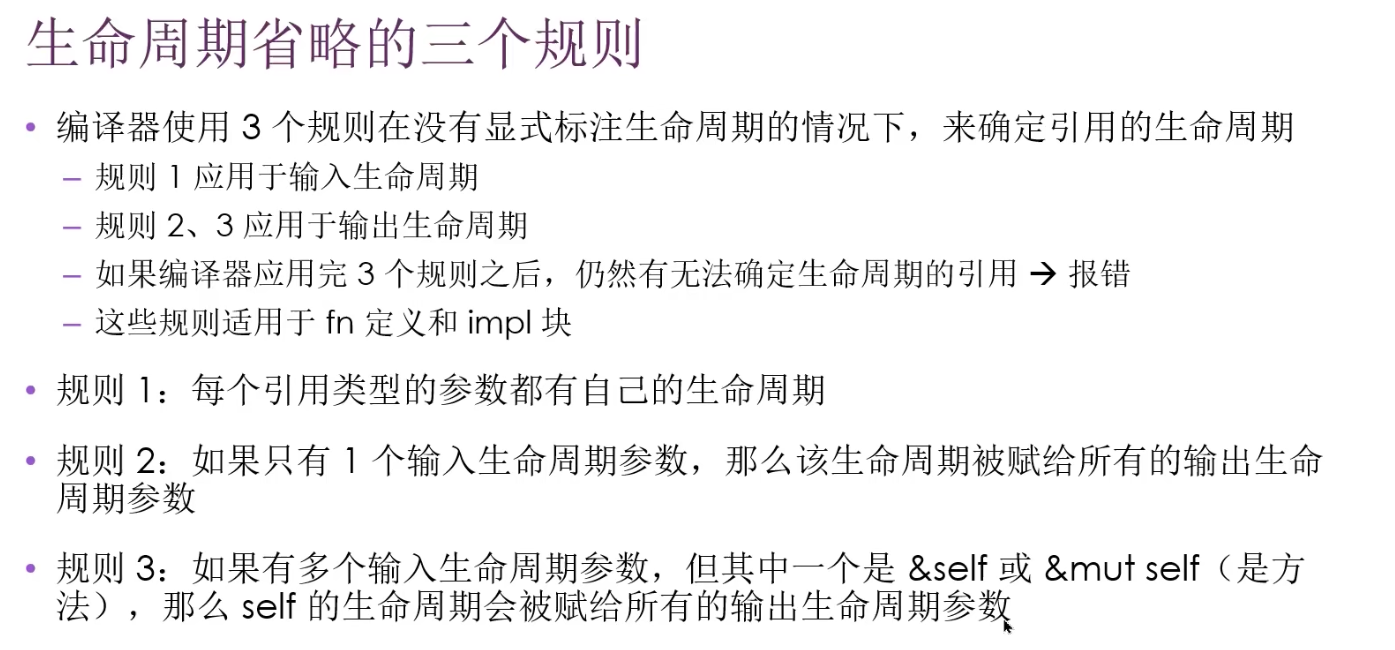 生命周期省略的三个规则
• 编译器使用 3 个规则在没有显式标注生命周期的情况下，来确定引用的生命周期
– 规则 1 应用于输入生命周期
– 规则 2、3 应用于输出生命周期
– 如果编译器应用完 3 个规则之后，仍然有无法确定生命周期的引用 → 报错
– 这些规则适用于 fn 定义和 impl 块
• 规则 1：每个引用类型的参数都有自己的生命周期
• 规则 2：如果只有 1 个输入生命周期参数，那么该生命周期被赋给所有的输出生命
周期参数
• 规则 3：如果有多个输入生命周期参数，但其中一个是 &self 或 &mut self（是方
法），那么 self 的生命周期会被赋给所有的输出生命周期参数